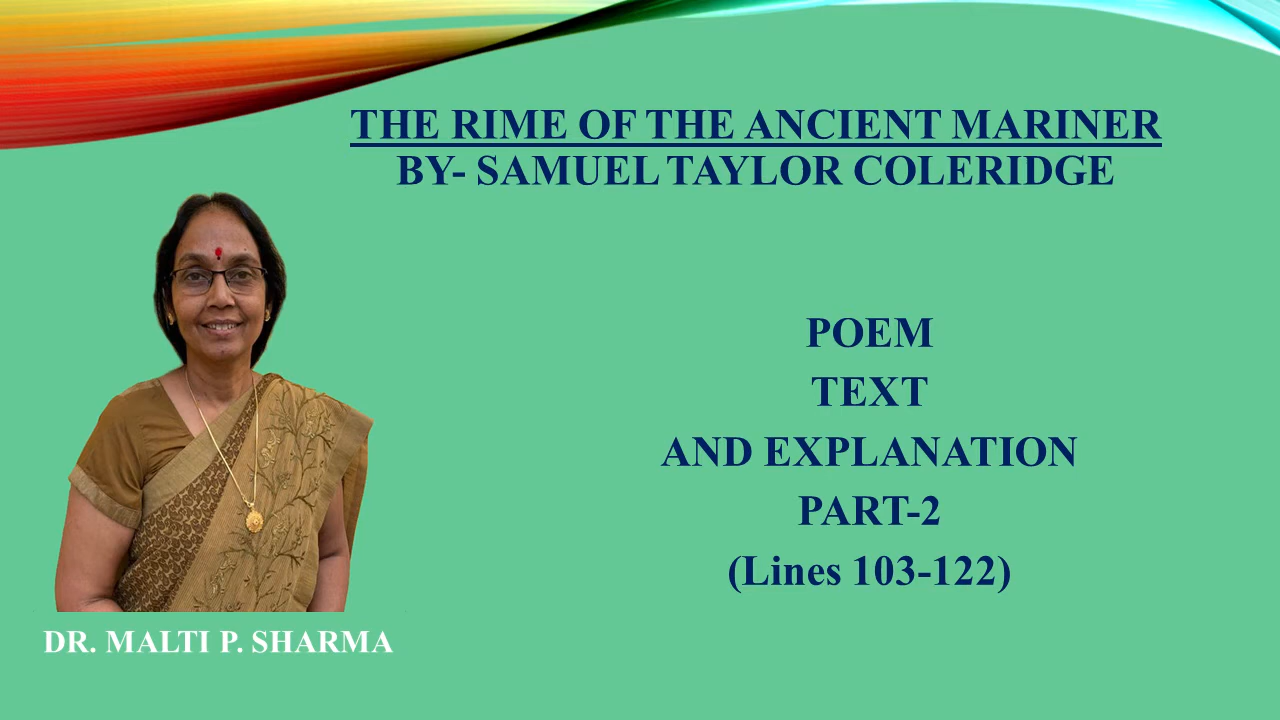 THE RIME OF THE ANCIENT MARINER
BY- SAMUEL TAYLOR COLERIDGE
POEM
TEXT
AND EXPLANATION
PART-2
(Lines 103-122)
DR. MALTI P. SHARMA